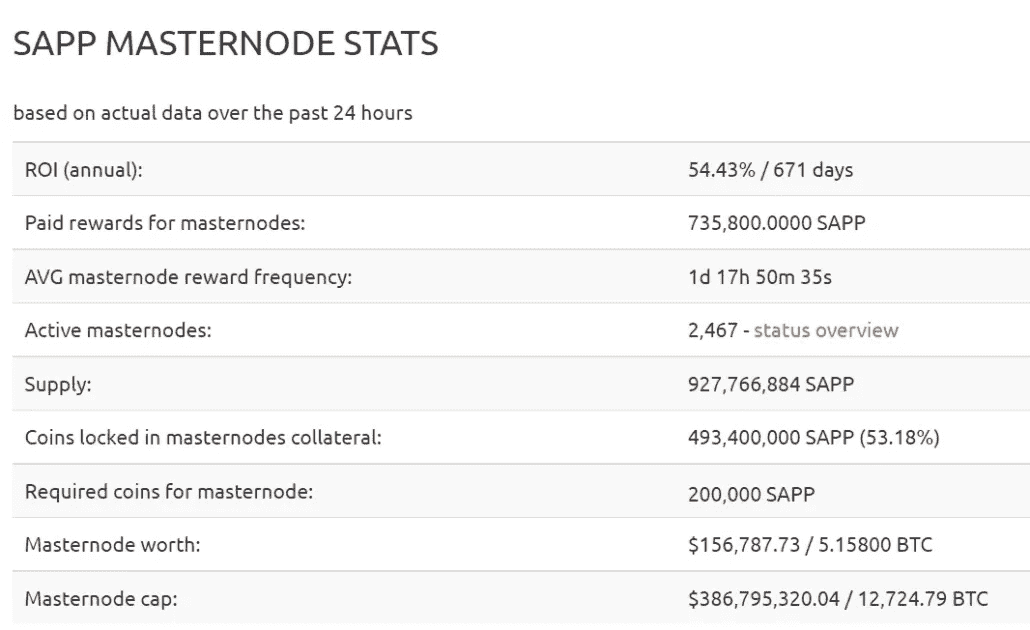 SAPP MASTERNODE STATS
based on actual data over the past 24 hours
ROI (annual): 54.43% / 671 days
Paid rewards for masternodes: 735,800.0000 SAPP
AVG masternode reward frequency: 1d 17h 50m 35s
Active masternodes: 2,467 - status overview
Supply: 927,766,884 SAPP
Coins locked in masternodes collateral: 493,400,000 SAPP (53.18%)
Required coins for masternode: 200,000 SAPP
Masternode worth: $156,787.73 / 5.15800 BTC
Masternode cap: $386,795,320.04 / 12,724.79 BTC